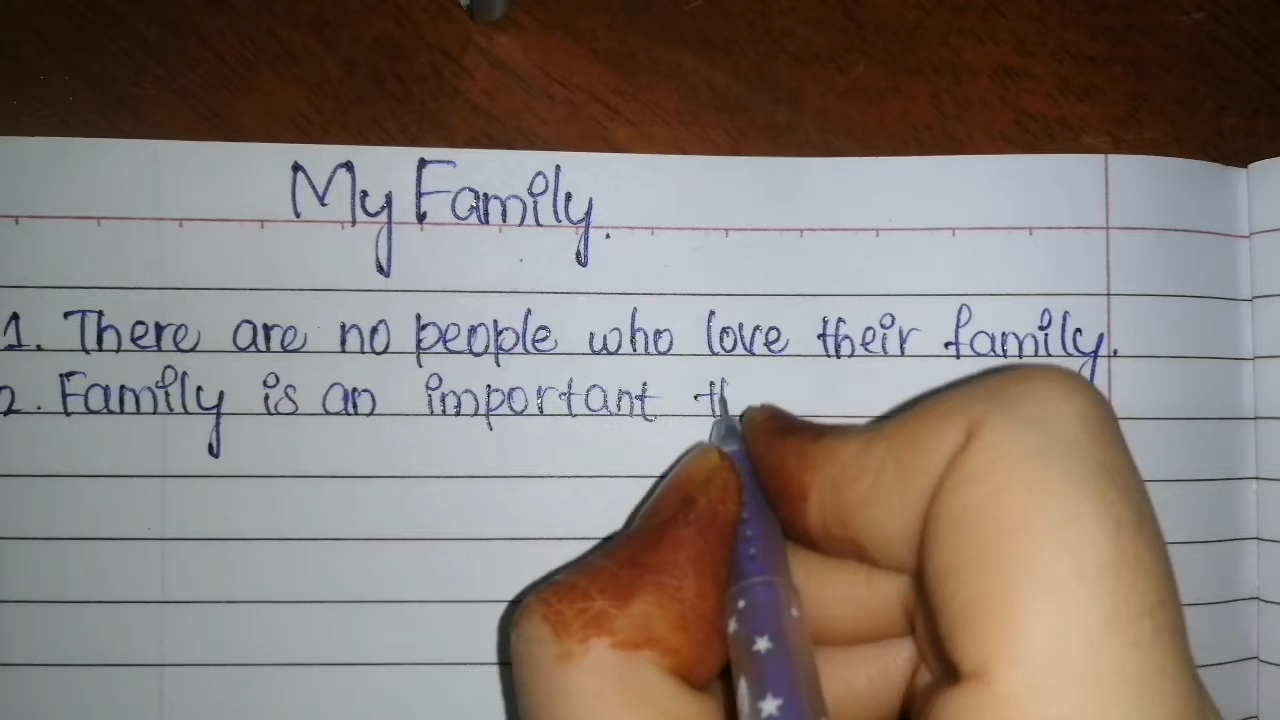 My Family.
1. There are no people who love their family.
2. Family is an important